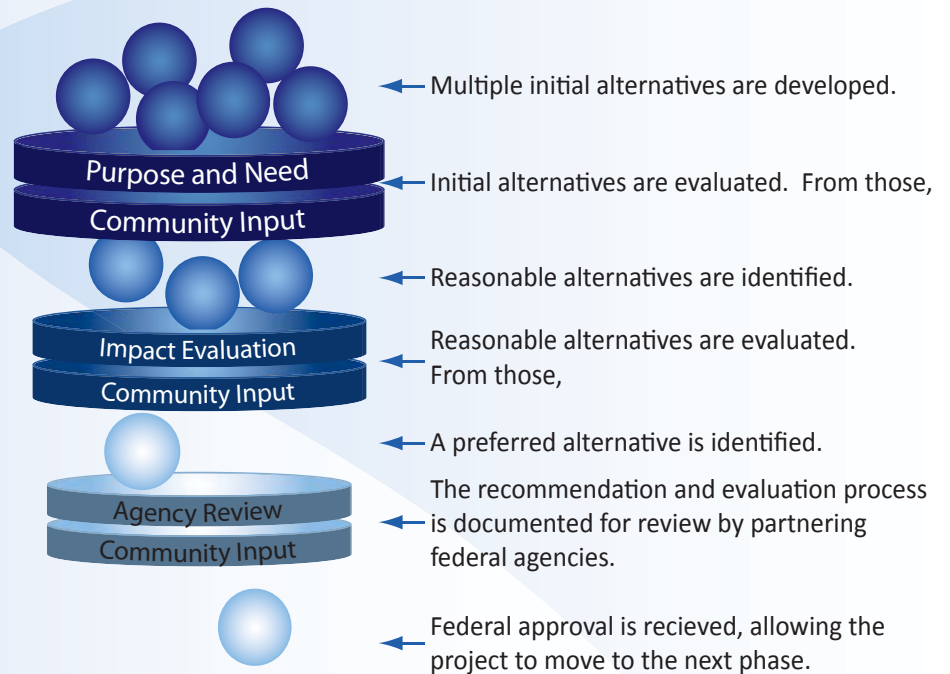 Multiple initial alternatives are developed.
Purpose and Need
Initial alternatives are evaluated.  From those,
Community Input
Reasonable alternatives are identified.
Impact Evaluation
Reasonable alternatives are evaluated.
From those,
Community Input
A preferred alternative is identified.
Agency Review
The recommendation and evaluation process
is documented for review by partnering
federal agencies.
Community Input
Federal approval is recieved, allowing the
project to move to the next phase.